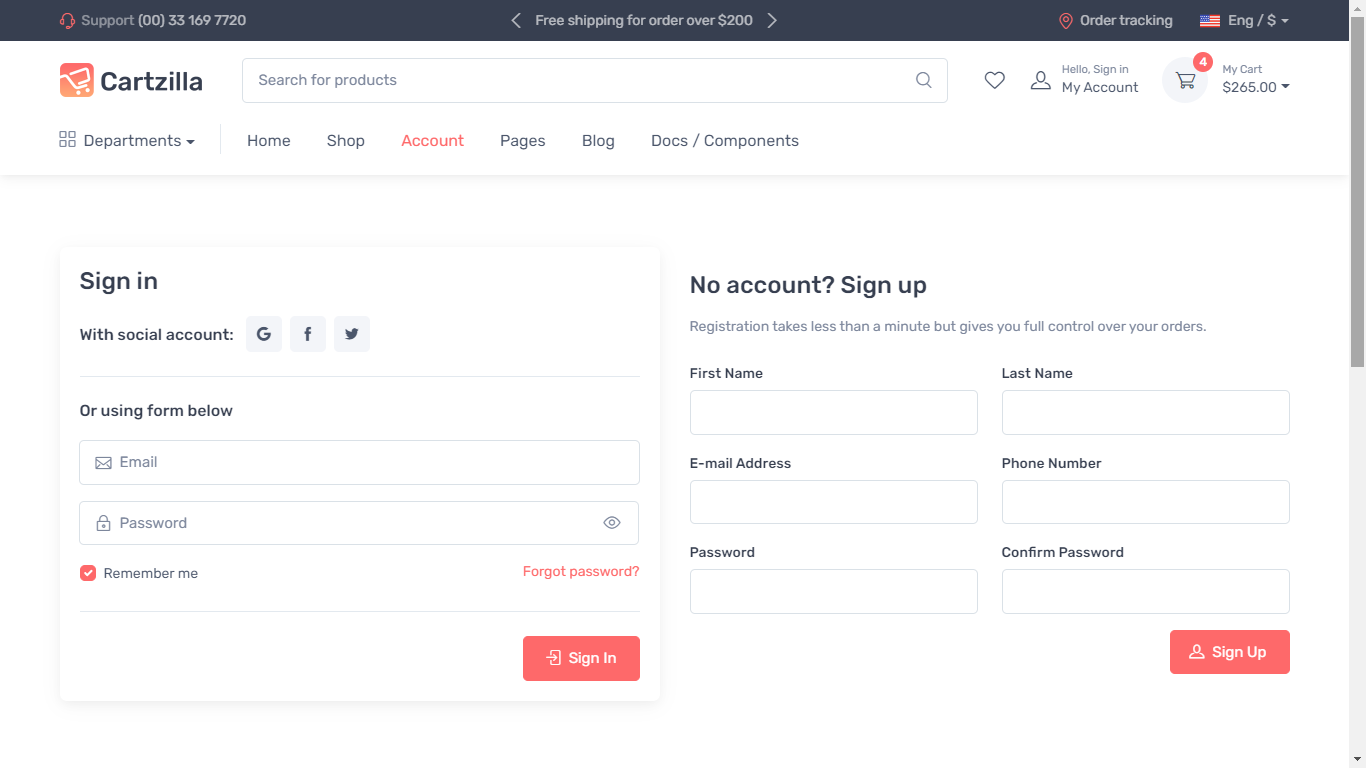 Support (00) 33 169 7720
Free shipping for order over $200
Order tracking
Eng / $
Cartzilla
Search for products
Hello, Sign in
My Account
4
My Cart
$265.00
Departments
Home
Shop
Account
Pages
Blog
Docs / Components
Sign in
With social account:
Or using form below
Email
Password
Remember me
Forgot password?
Sign In
No account? Sign up
Registration takes less than a minute but gives you full control over your orders.
First Name
Last Name
E-mail Address
Phone Number
Password
Confirm Password
Sign Up